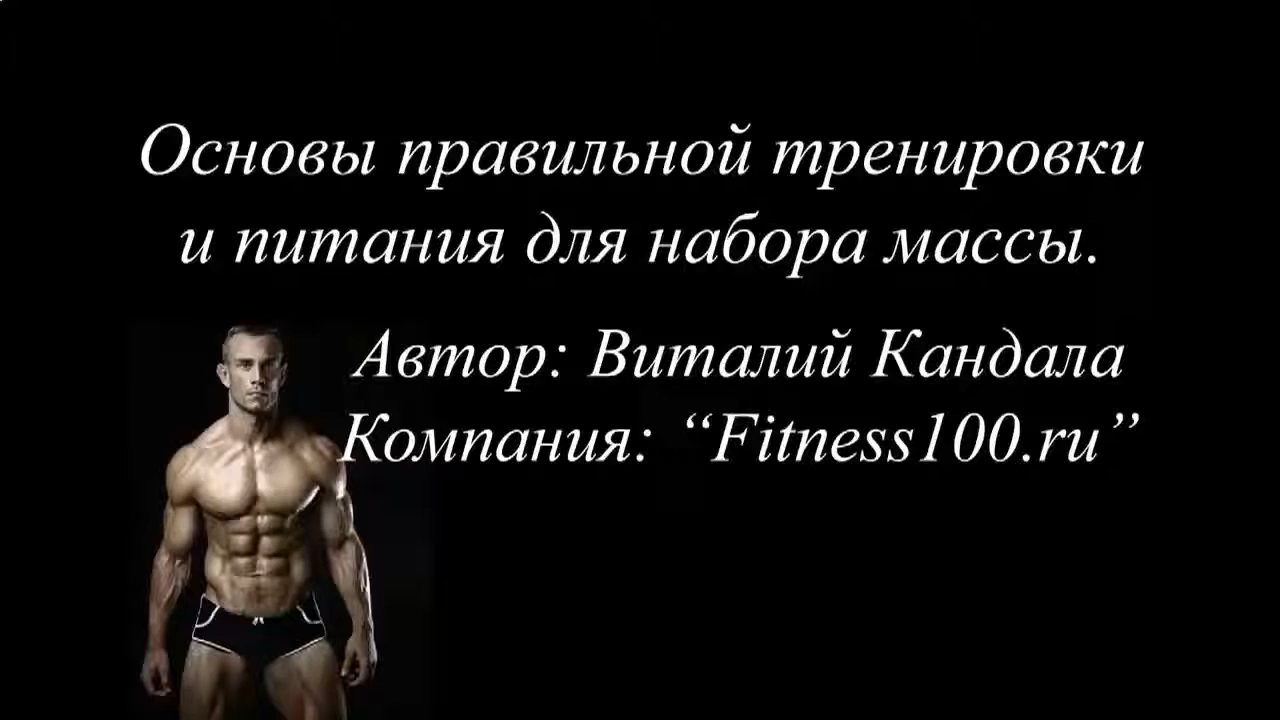 Основы правильной тренировки
и питания для набора массы.
Автор: Виталий Кандала
Компания: “Fitness100.ru”